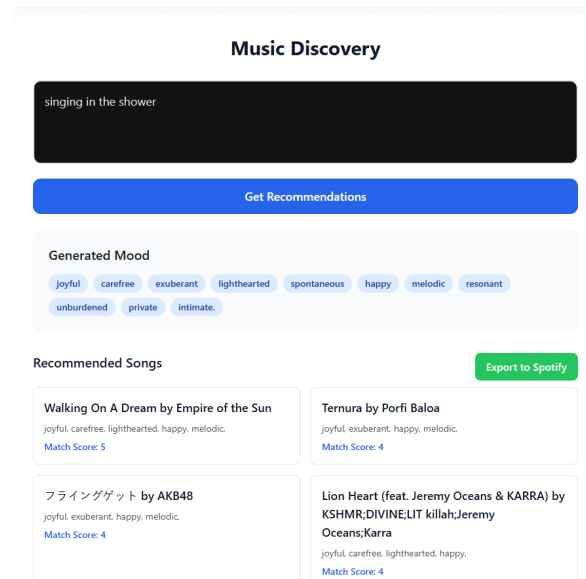 Music Discovery
singing in the shower
Get Recommendations
Generated Mood
joyful carefree exuberant lighthearted spontaneous happy melodic resonant
unburdened private intimate.
Recommended Songs
Export to Spotify
Walking On A Dream by Empire of the Sun
joyful, carefree, lighthearted, happy, melodic,
Match Score: 5
Ternura by Porfi Baloa
joyful, exuberant, happy, melodic,
Match Score: 4
フライングゲット by AKB48
joyful, exuberant, happy, melodic,
Match Score: 4
Lion Heart (feat. Jeremy Oceans & KARRA) by
KSHMR;DIVINE;LIT killah;Jeremy
Oceans;Karra
joyful, carefree, lighthearted, happy,
Match Score: 4